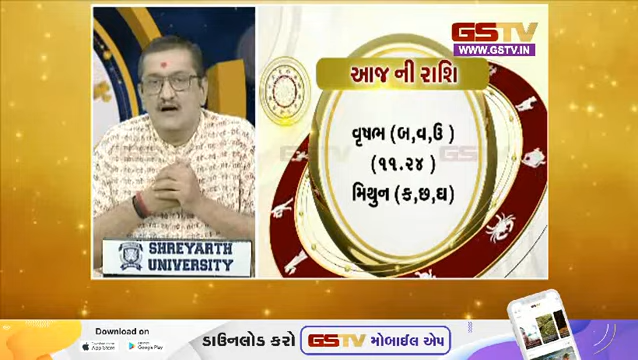 GSTV
WWW.GSTV.IN
આજ ની રાશિ
વૃષભ (બ,વ,ઉ )
(૧૧.૨૪ )
મિથુન (ક,છ,ઘ)
SHREYARTH
UNIVERSITY
Download on
App Store
Google Play
ડાઉનલોડ કરો GSTV મોબાઈલ એપ